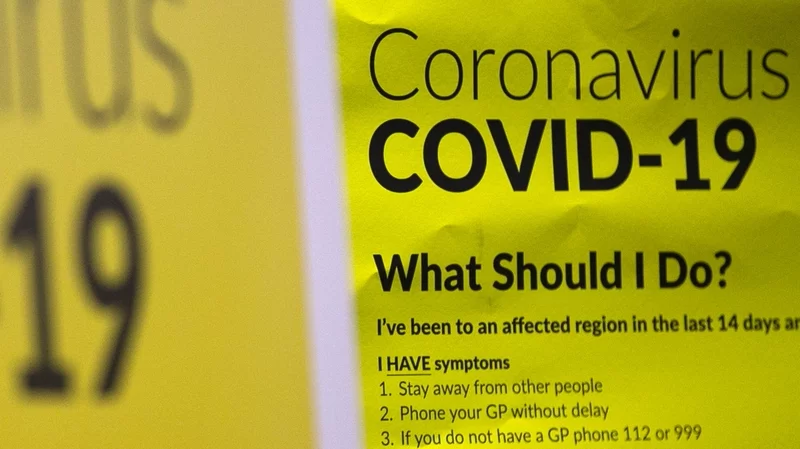 rus
-19
Coronavirus
COVID-19
What Should I Do?
I've been to an affected region in the last 14 days
I HAVE symptoms
1. Stay away from other people
2. Phone your GP without delay
3. If you do not have a GP phone 112 or 999